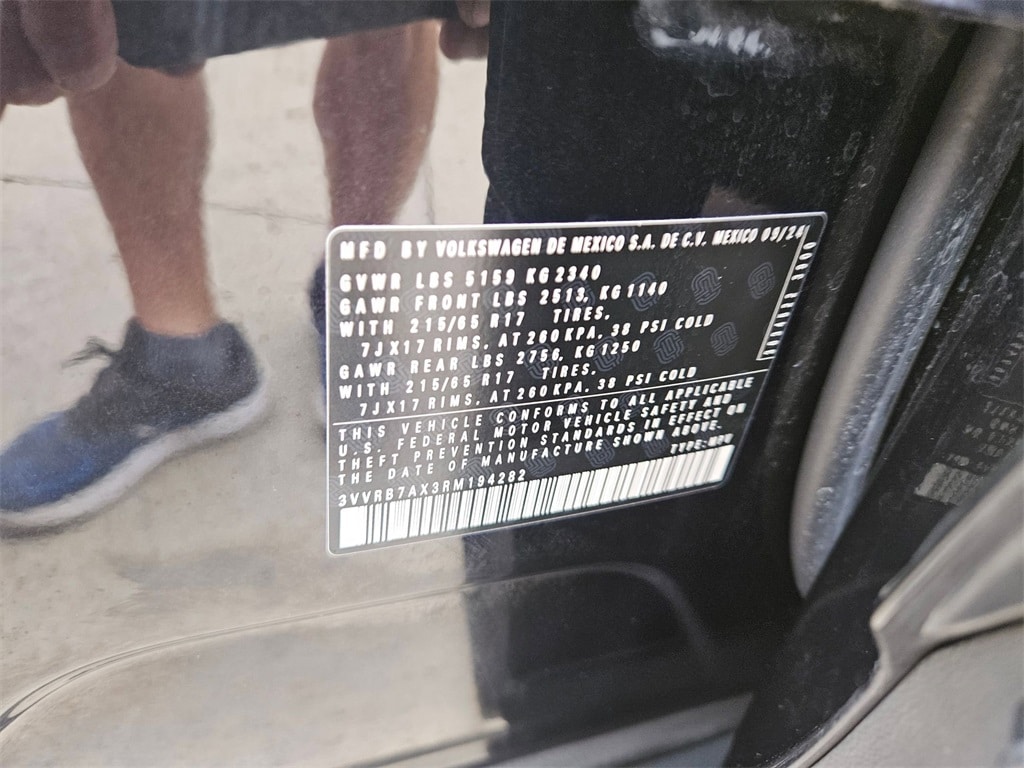 MFD BY VOLKSWAGEN DE MEXICO S.A. DE C.V. MEXICO 05/24
GVWR LBS 5159 KG 2340
GAWR FRONT LBS 2513, KG 1140
WITH 215/65 R17 TIRES,
7JX17 RIMS, AT 260 KPA, 38 PSI COLD
GAWR REAR LBS 2756, KG 1250
WITH 215/65 R17 TIRES,
7JX17 RIMS, AT 260 KPA, 38 PSI COLD
THIS VEHICLE CONFORMS TO ALL APPLICABLE
U.S. FEDERAL MOTOR VEHICLE SAFETY AND
THEFT PREVENTION STANDARDS IN EFFECT ON
THE DATE OF MANUFACTURE SHOWN ABOVE.
TYPE: MPV
3VVRB7AX3RM194282